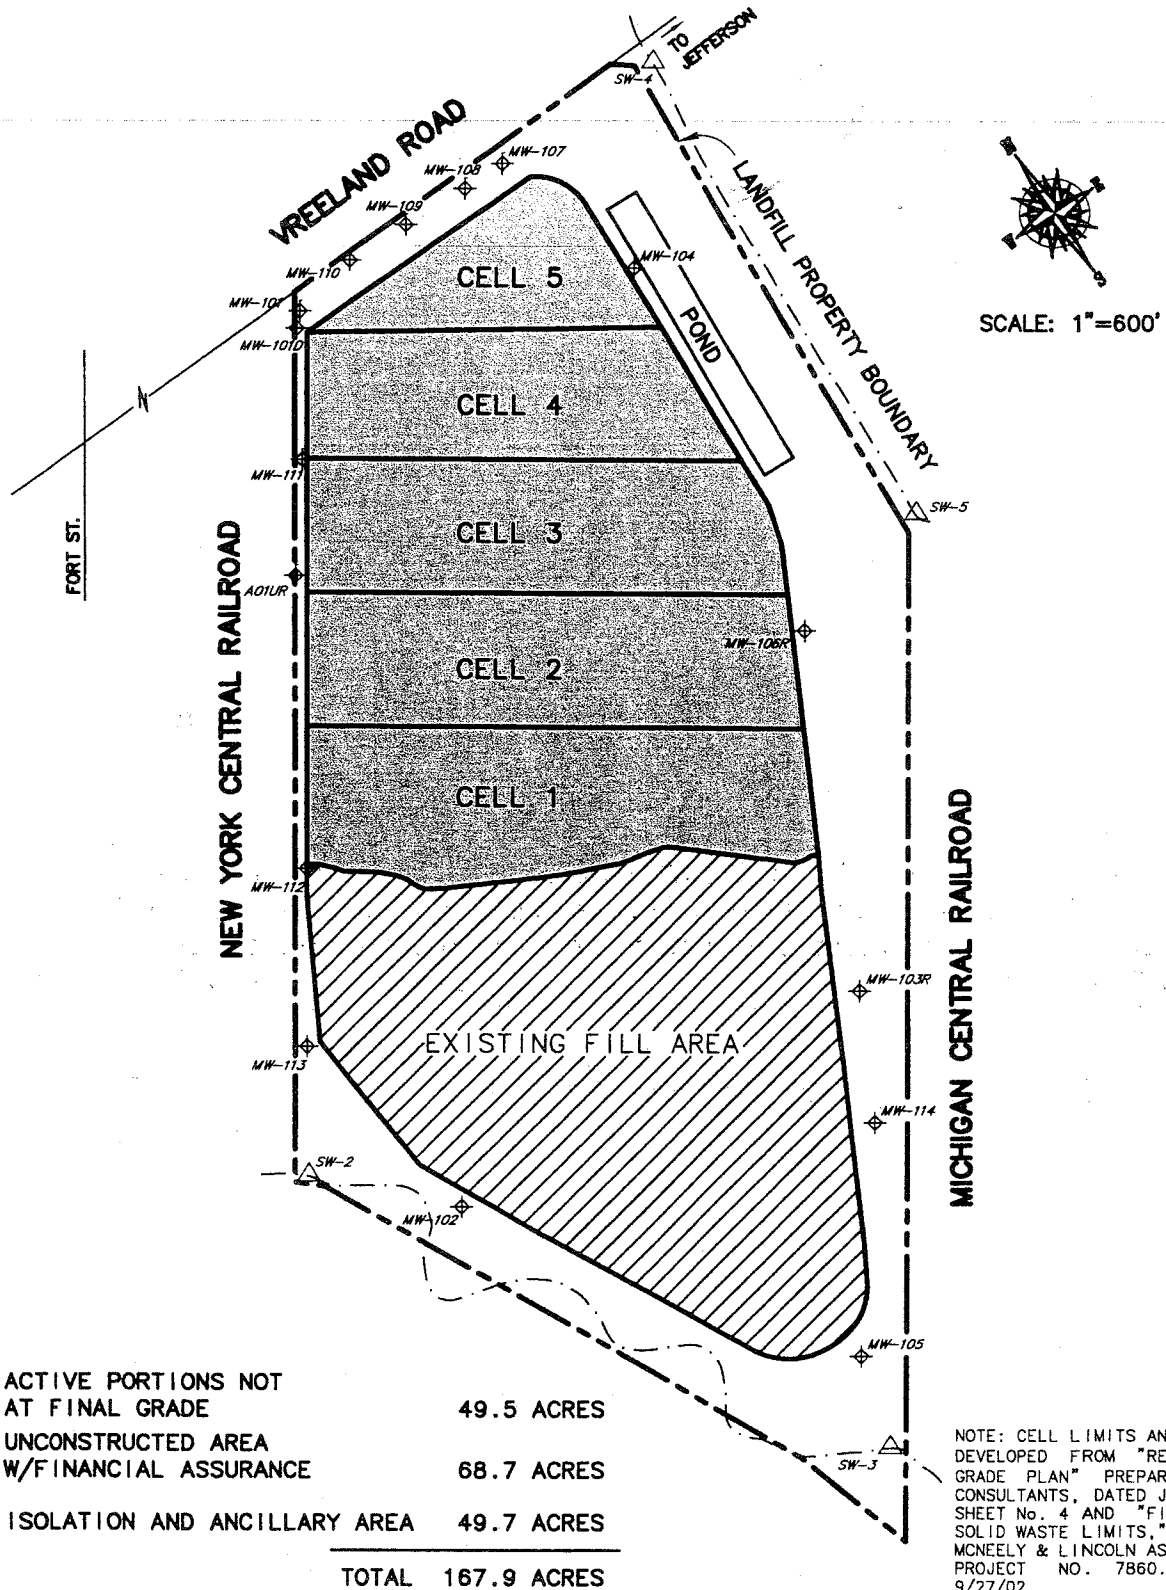 TO
JEFFERSON
SW-4
VREELAND ROAD
MW-107
MW-108
MW-109
MW-110
MW-101
MW-101D
LANDFILL PROPERTY BOUNDARY
MW-104
CELL 5
POND
SCALE: 1"=600'
N
CELL 4
MW-111
SW-5
FORT ST.
CELL 3
A01UR
NEW YORK CENTRAL RAILROAD
MW-106R
CELL 2
CELL 1
MW-112
MICHIGAN CENTRAL RAILROAD
MW-103R
EXISTING FILL AREA
MW-113
MW-114
SW-2
MW-102
MW-105
SW-3
ACTIVE PORTIONS NOT
AT FINAL GRADE 49.5 ACRES
UNCONSTRUCTED AREA
W/FINANCIAL ASSURANCE 68.7 ACRES
ISOLATION AND ANCILLARY AREA 49.7 ACRES
TOTAL 167.9 ACRES
NOTE: CELL LIMITS AN
DEVELOPED FROM "RE
GRADE PLAN" PREPAR
CONSULTANTS, DATED J
SHEET No. 4 AND "FI
SOLID WASTE LIMITS,"
MCNEELY & LINCOLN AS
PROJECT NO. 7860.
9/27/02